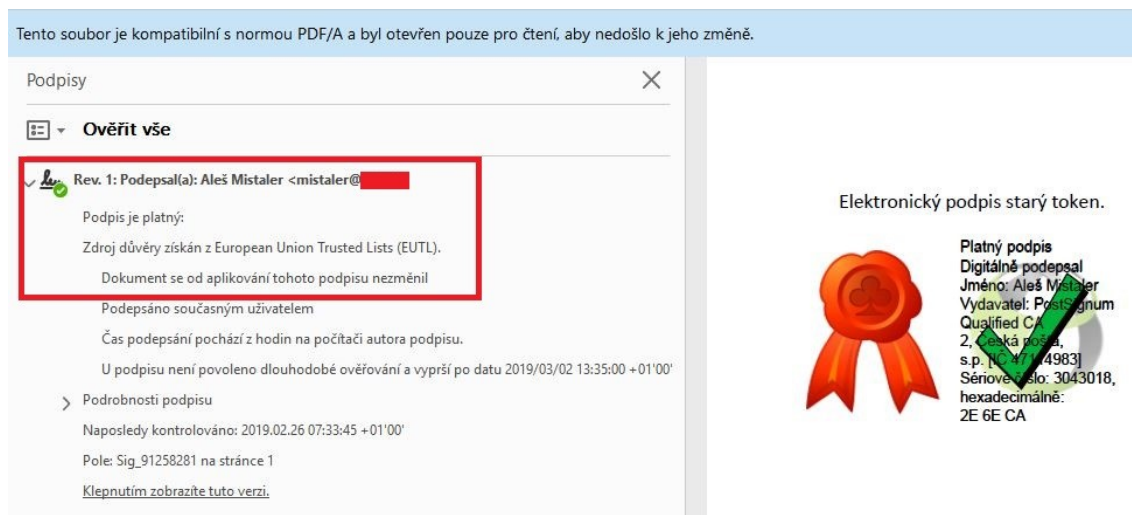 Tento soubor je kompatibilní s normou PDF/A a byl otevřen pouze pro čtení, aby nedošlo k jeho změně.
Podpisy
Ověřit vše
Rev. 1: Podepsal(a): Aleš Mistaler <mistaler@
Podpis je platný:
Zdroj důvěry získán z European Union Trusted Lists (EUTL).
Dokument se od aplikování tohoto podpisu nezměnil
Podepsáno současným uživatelem
Čas podepsání pochází z hodin na počítači autora podpisu.
U podpisu není povoleno dlouhodobé ověřování a vyprší po datu 2019/03/02 13:35:00 +01'00'
Podrobnosti podpisu
Naposledy kontrolováno: 2019.02.26 07:33:45 +01'00'
Pole: Sig_91258281 na stránce 1
Klepnutím zobrazíte tuto verzi.
Elektronický podpis starý token.
Platný podpis
Digitálně podepsal
Jméno: Aleš Mistaler
Vydavatel: PostSignum
Qualified CA
2, Česká pošta,
s.p. [IČ 47114983]
Sériové číslo: 3043018,
hexadecimálně:
2E 6E CA